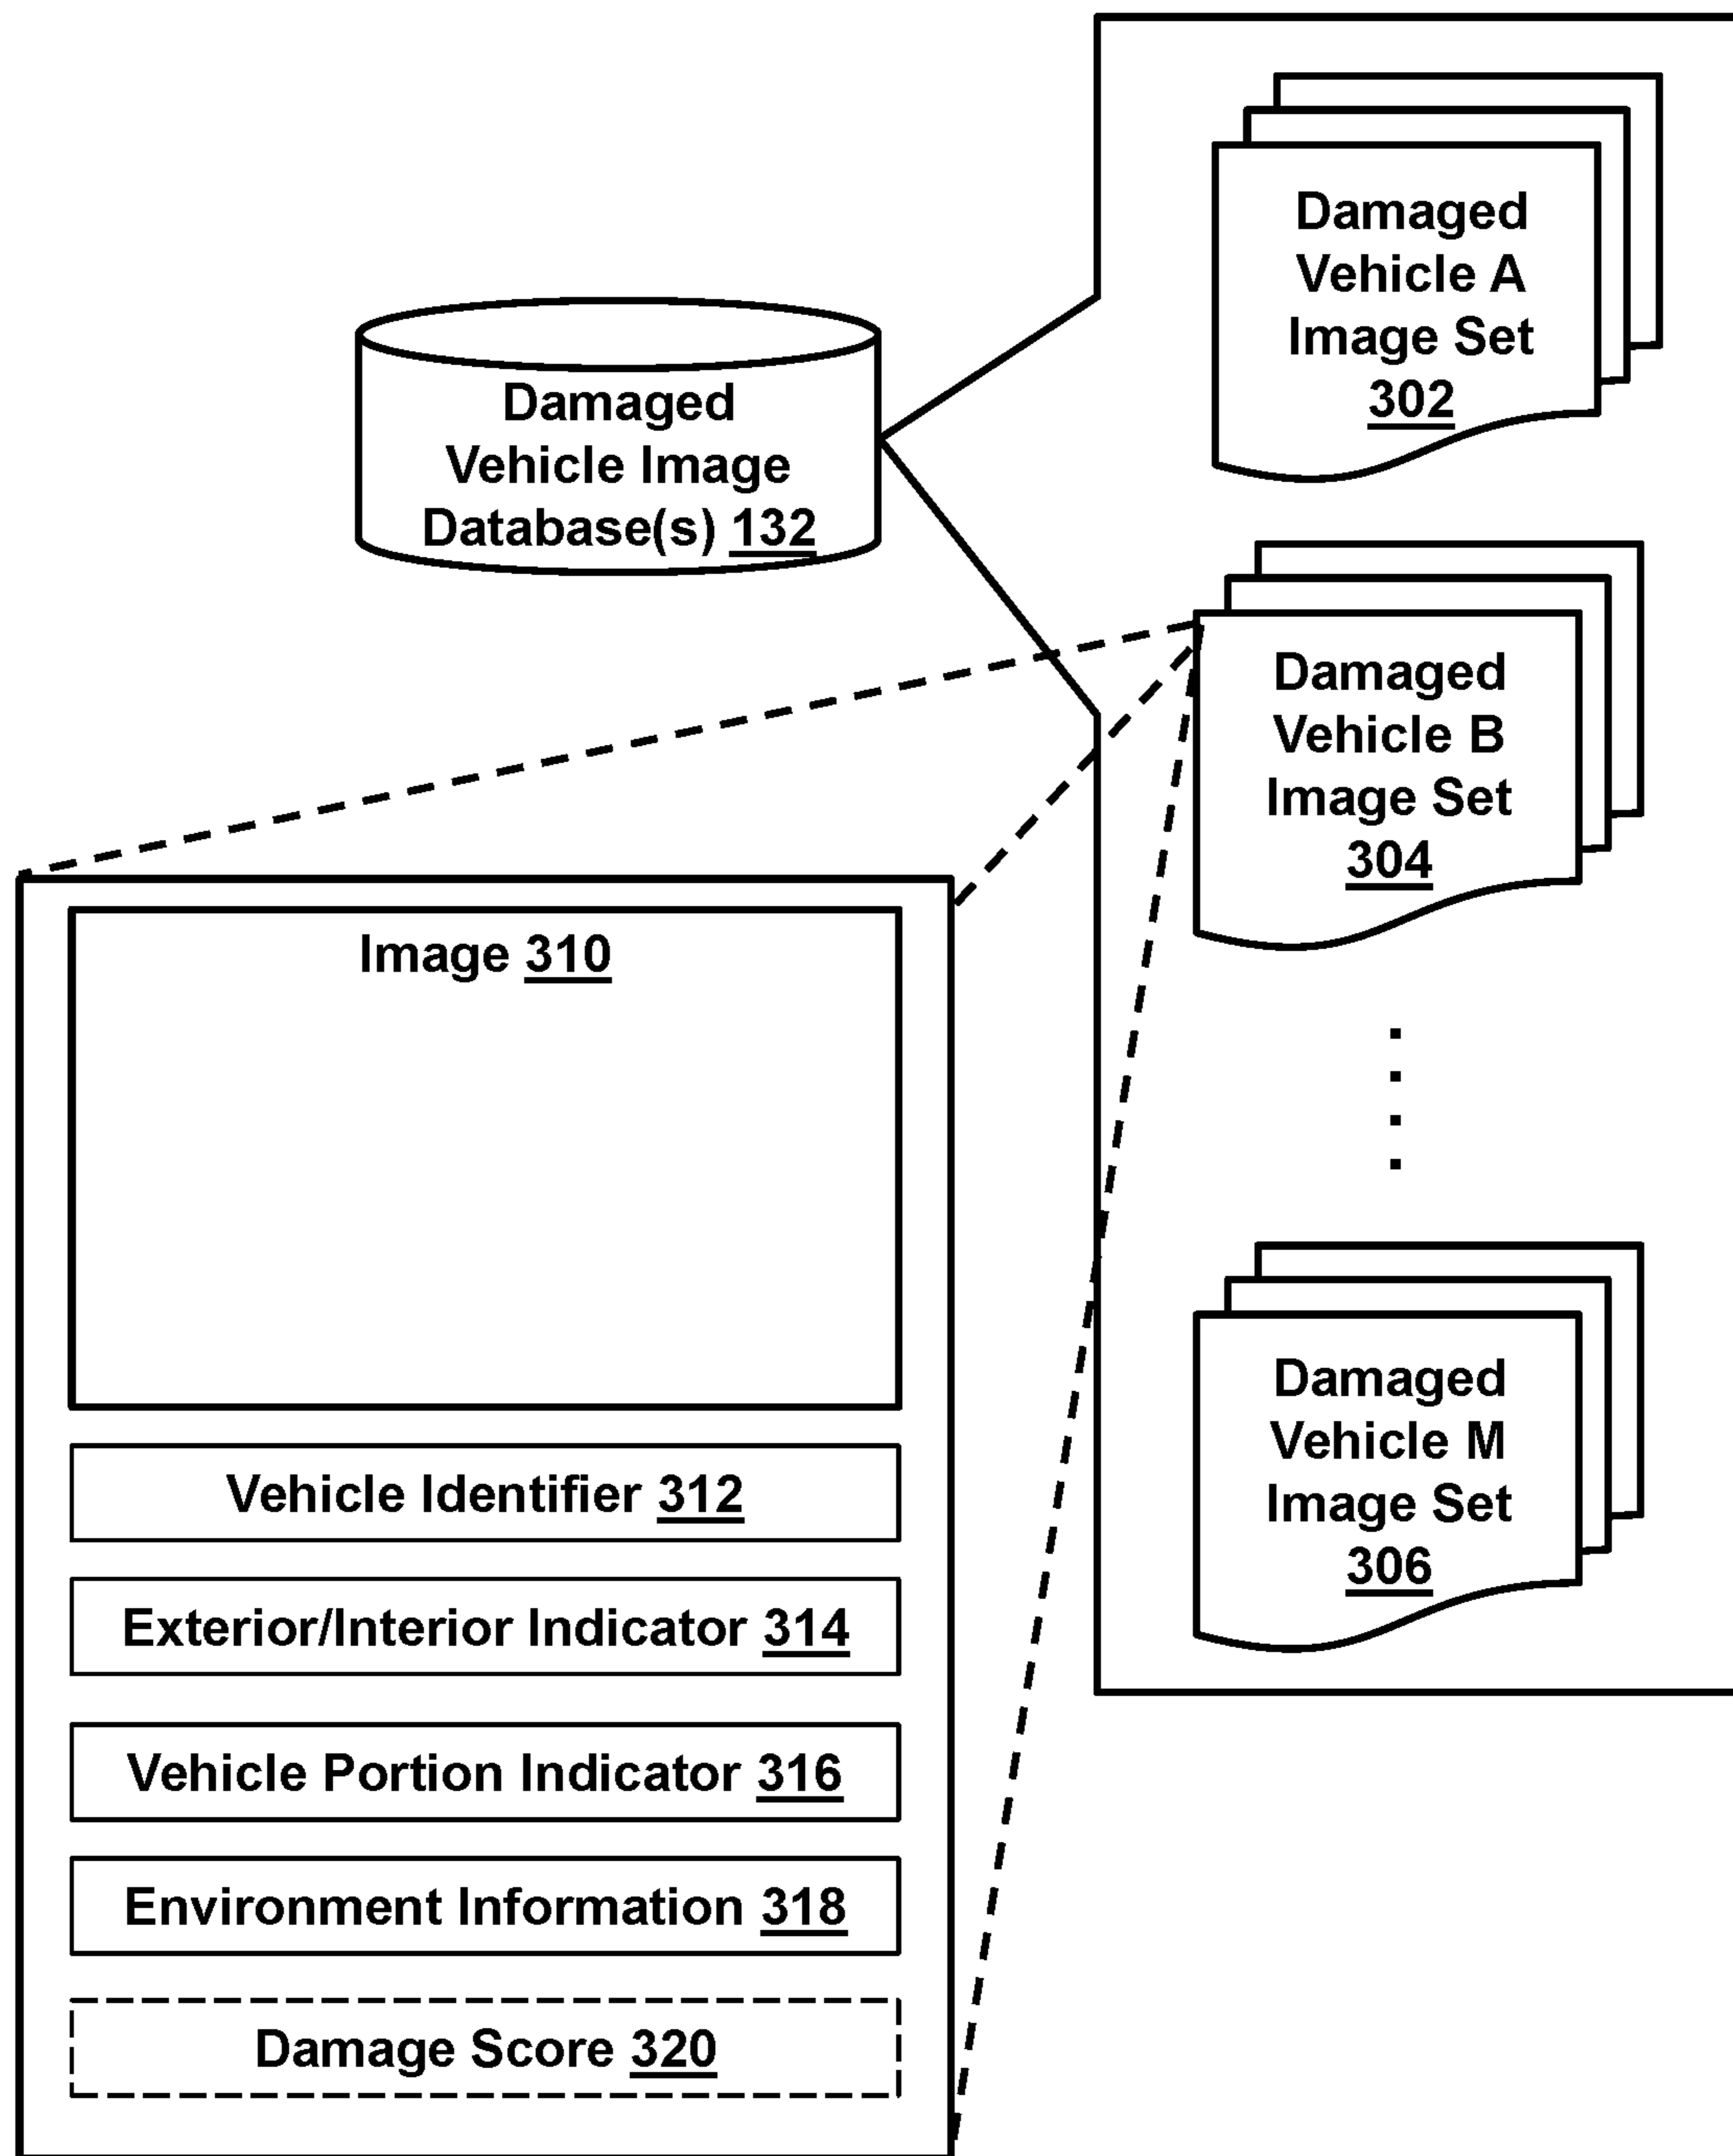 Damaged
Vehicle Image
Database(s) 132
Damaged
Vehicle A
Image Set
302
Damaged
Vehicle B
Image Set
304
Damaged
Vehicle M
Image Set
306
Image 310
Vehicle Identifier 312
Exterior/Interior Indicator 314
Vehicle Portion Indicator 316
Environment Information 318
Damage Score 320